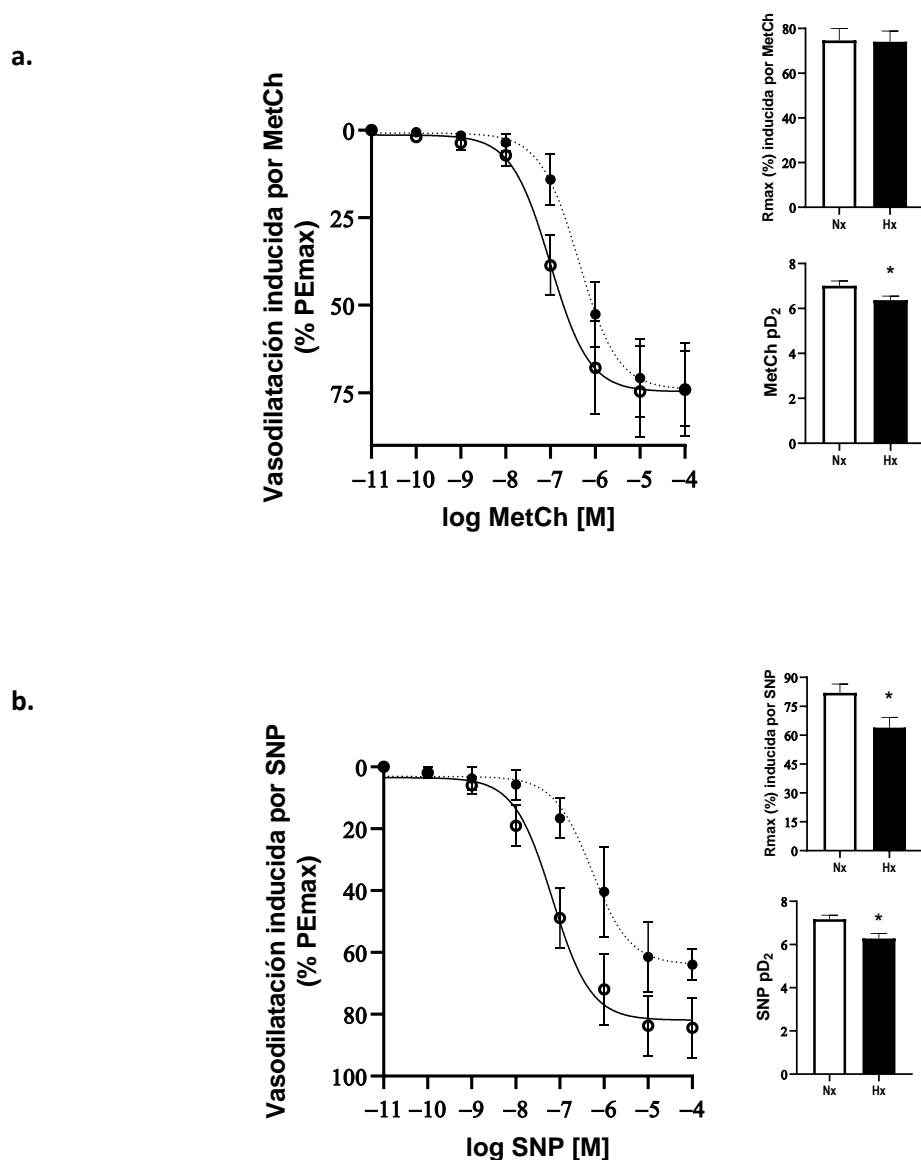 a.
Vasodilatación inducida por MetCh
(% PEmax)
0
25
50
75
−11 −10 −9 −8 −7 −6 −5 −4
log MetCh [M]
Rmax (%) inducida por MetCh
80
60
40
20
0
Nx Hx
MetCh pD2
8
6
4
2
0
*
Nx Hx
b.
Vasodilatación inducida por SNP
(% PEmax)
0
20
40
60
80
100
−11 −10 −9 −8 −7 −6 −5 −4
log SNP [M]
Rmax (%) inducida por SNP
90
75
60
45
30
15
0
*
Nx Hx
SNP pD2
8
6
4
2
0
*
Nx Hx